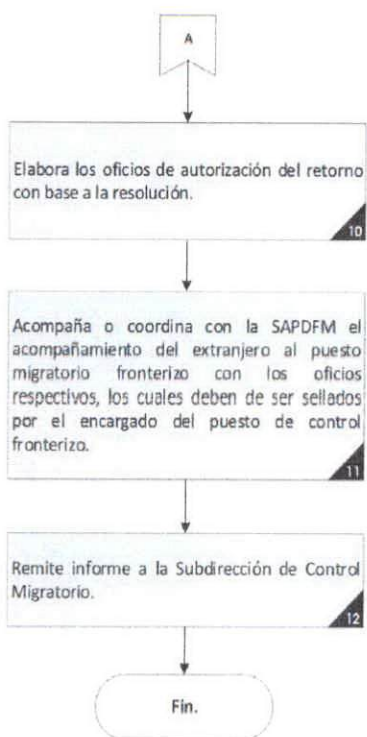 A
Elabora los oficios de autorización del retorno
con base a la resolución.
10
Acompaña o coordina con la SAPDFM el
acompañamiento del extranjero al puesto
migratorio fronterizo con los oficios
respectivos, los cuales deben de ser sellados
por el encargado del puesto de control
fronterizo.
11
Remite informe a la Subdirección de Control
Migratorio.
12
Fin.